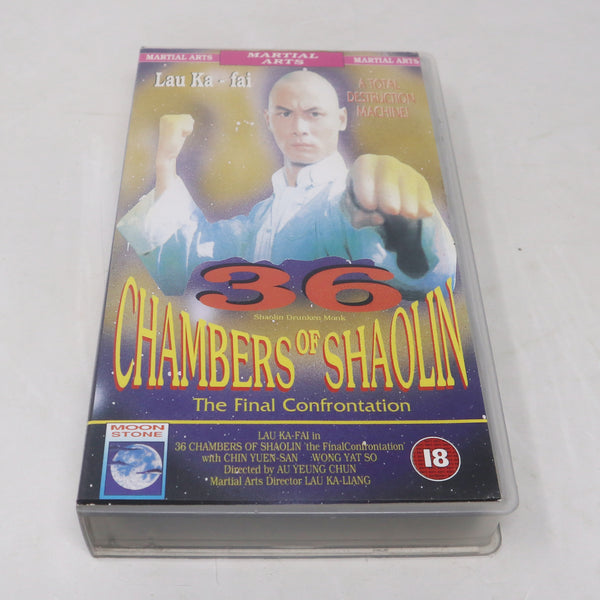 MARTIAL ARTS
MARTIAL
ARTS
MARTIAL ARTS
Lau Ka - fai
A TOTAL
DESTRUCTION
MACHINE!
36
Shaolin Drunken Monk
CHAMBERS OF SHAOLIN
The Final Confrontation
MOON
STONE
LAU KA-FAI in
36 CHAMBERS OF SHAOLIN 'the FinalConfrontation'
with CHIN YUEN-SAN WONG YAT SO
Directed by AU YEUNG CHUN
Martial Arts Director LAU KA-LIANG
18